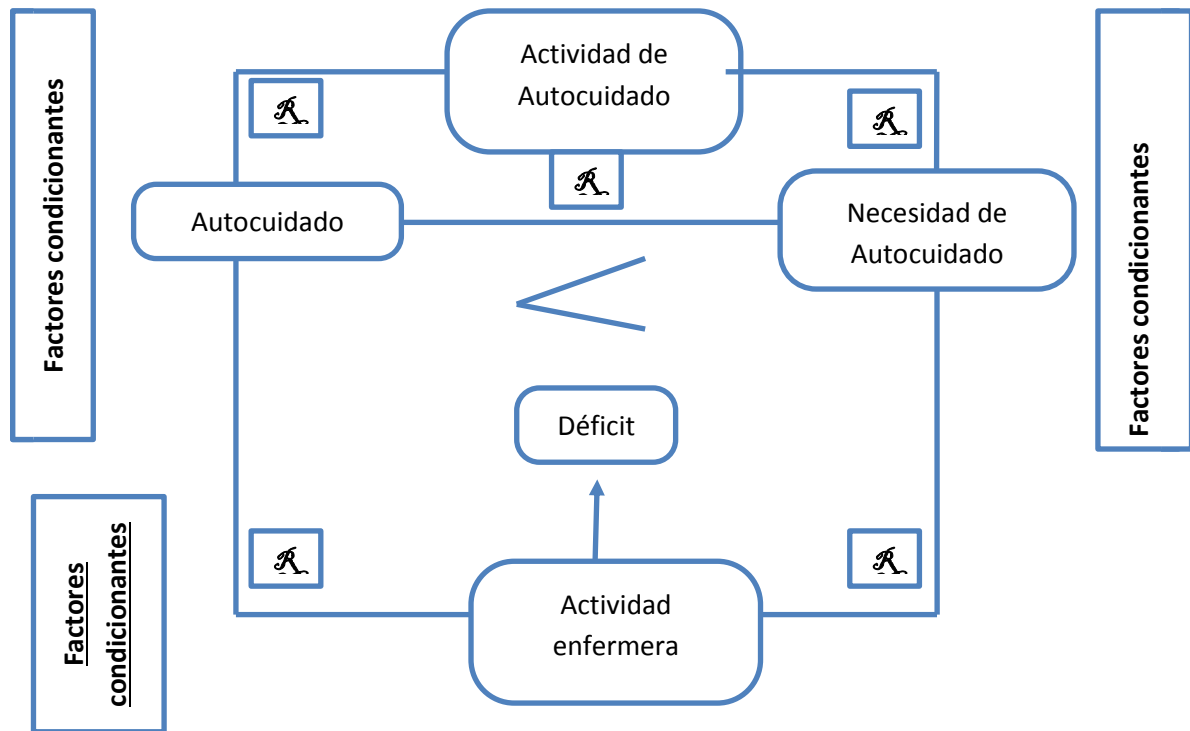 Factores condicionantes
Actividad de
Autocuidado
Factores condicionantes
R
R
R
Autocuidado
Necesidad de
Autocuidado
<
Déficit
R
R
Factores
condicionantes
Actividad
enfermera